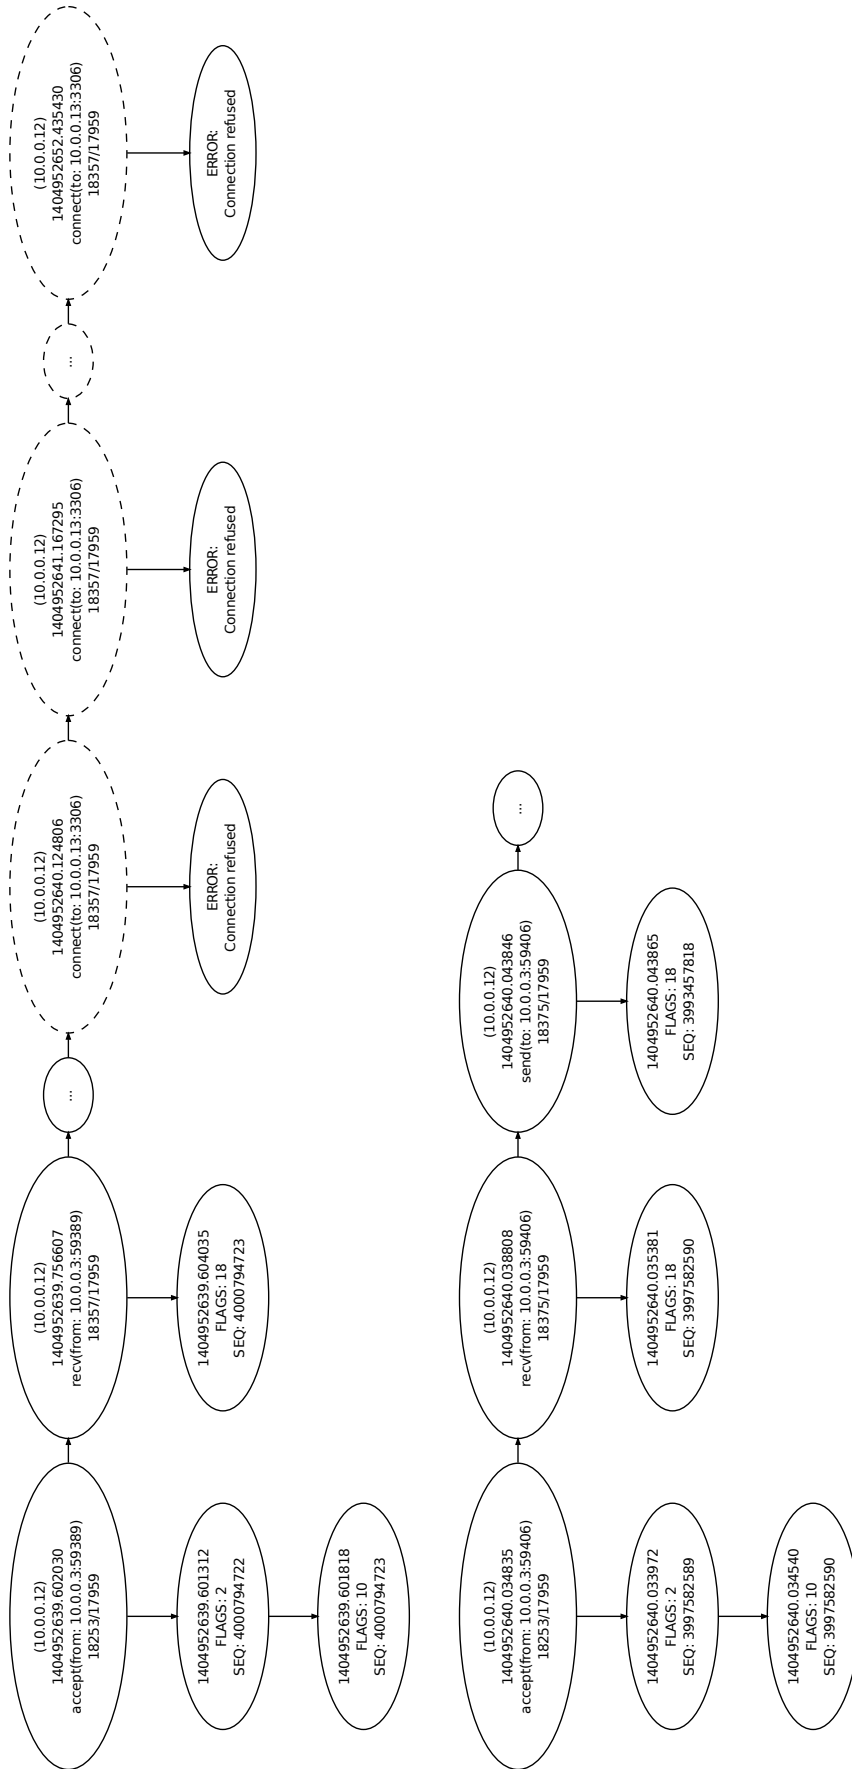 (10.0.0.12)
1404952639.602030
accept(from: 10.0.0.3:59389)
18253/17959
1404952639.601312
FLAGS: 2
SEQ: 4000794722
1404952639.601818
FLAGS: 10
SEQ: 4000794723
(10.0.0.12)
1404952639.756607
recv(from: 10.0.0.3:59389)
18357/17959
1404952639.604035
FLAGS: 18
SEQ: 4000794723
...
(10.0.0.12)
1404952640.124806
connect(to: 10.0.0.13:3306)
18357/17959
ERROR:
Connection refused
(10.0.0.12)
1404952641.167295
connect(to: 10.0.0.13:3306)
18357/17959
ERROR:
Connection refused
...
(10.0.0.12)
1404952652.435430
connect(to: 10.0.0.13:3306)
18357/17959
ERROR:
Connection refused
(10.0.0.12)
1404952640.034835
accept(from: 10.0.0.3:59406)
18253/17959
1404952640.033972
FLAGS: 2
SEQ: 3997582589
1404952640.034540
FLAGS: 10
SEQ: 3997582590
(10.0.0.12)
1404952640.038808
recv(from: 10.0.0.3:59406)
18375/17959
1404952640.035381
FLAGS: 18
SEQ: 3997582590
(10.0.0.12)
1404952640.043846
send(to: 10.0.0.3:59406)
18375/17959
1404952640.043865
FLAGS: 18
SEQ: 3993457818
...